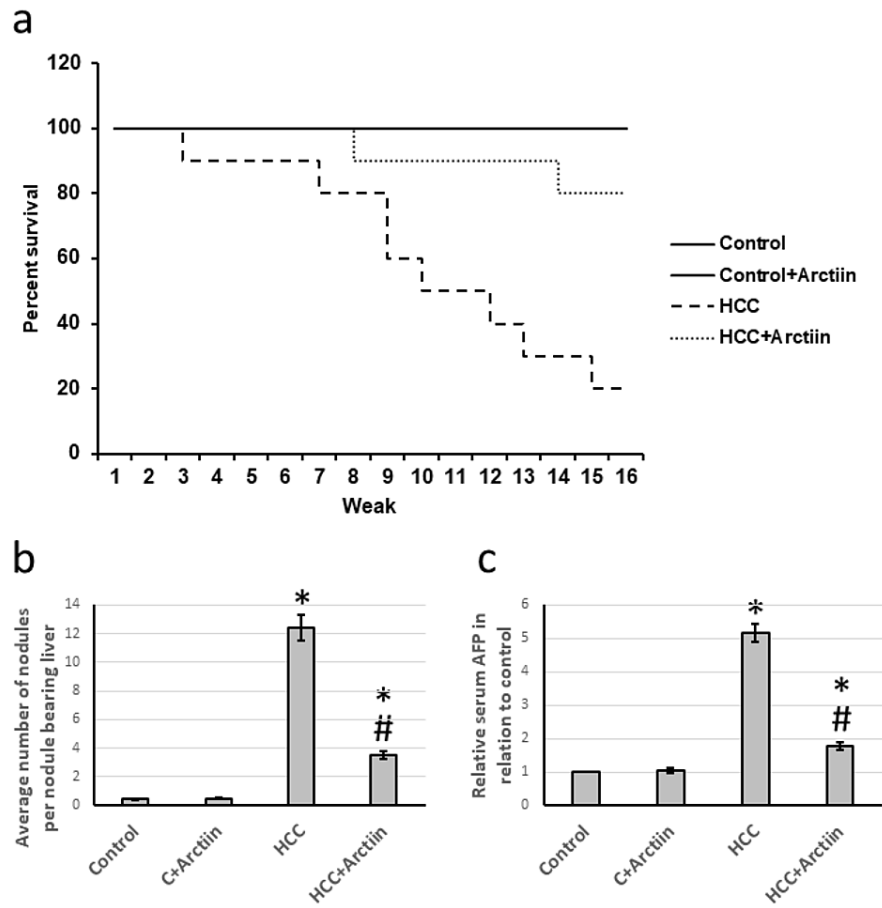 a
120
100
80
60
40
20
0
Percent survival
1 2 3 4 5 6 7 8 9 10 11 12 13 14 15 16
Weak
Control
Control+Arctiin
HCC
HCC+Arctiin
b
Average number of nodules
per nodule bearing liver
14
12
10
8
6
4
2
0
*
*
#
Control
C+Arctiin
HCC
HCC+Arctiin
c
Relative serum AFP in
relation to control
6
5
4
3
2
1
0
*
*
#
Control
C+Arctiin
HCC
HCC+Arctiin